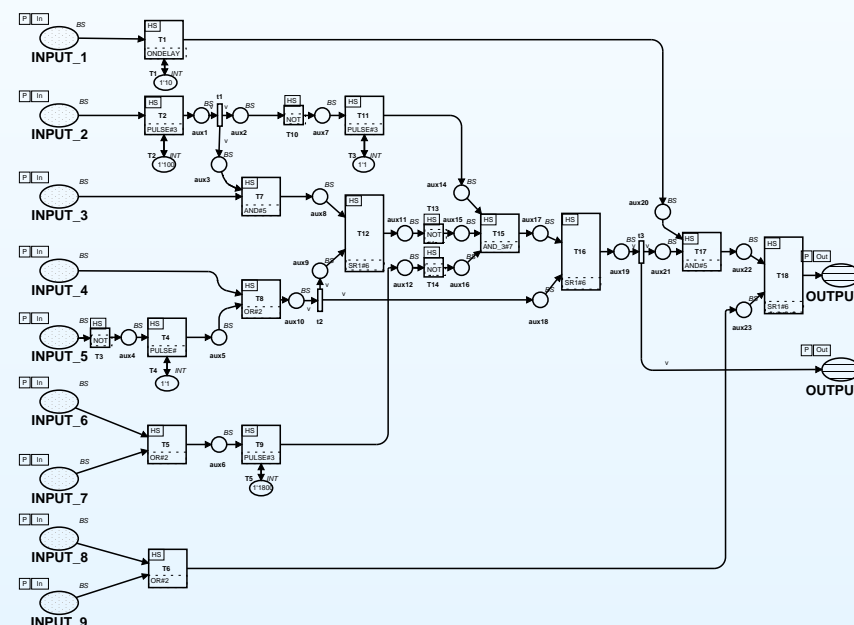 P In BS
INPUT_1
HS
T1
ONDELAY
T1 INT
1`10
P In BS
INPUT_2
HS
T2
PULSE#3
T2 INT
1`100
aux1
BS
t1
v
v
v
aux2
BS
HS
NOT
T10
aux7
BS
HS
T11
PULSE#3
T3 INT
1`1
aux3
BS
P In BS
INPUT_3
HS
T7
AND#5
aux8
BS
HS
T12
SR1#6
aux14
BS
aux11
BS
T13
HS
NOT
aux15
BS
HS
T15
AND_3#7
aux17
BS
aux12
BS
HS
NOT
T14
aux16
BS
HS
T16
SR1#6
aux19
BS
t3
v
v
v
aux21
BS
aux20
BS
HS
T17
AND#5
aux22
BS
HS
T18
SR1#6
P Out
OUTPU
aux23
BS
P Out
OUTPU
P In BS
INPUT_4
HS
T8
OR#2
aux9
BS
aux10
BS
v
v
v
t2
aux18
BS
P In BS
INPUT_5
BS
HS
NOT
T3
aux4
BS
HS
T4
PULSE#
T4 INT
1`1
aux5
BS
P In BS
INPUT_6
HS
T5
OR#2
aux6
BS
HS
T9
PULSE#3
T5 INT
1`1800
P In BS
INPUT_7
P In BS
INPUT_8
HS
T6
OR#2
P In BS
INPUT_9